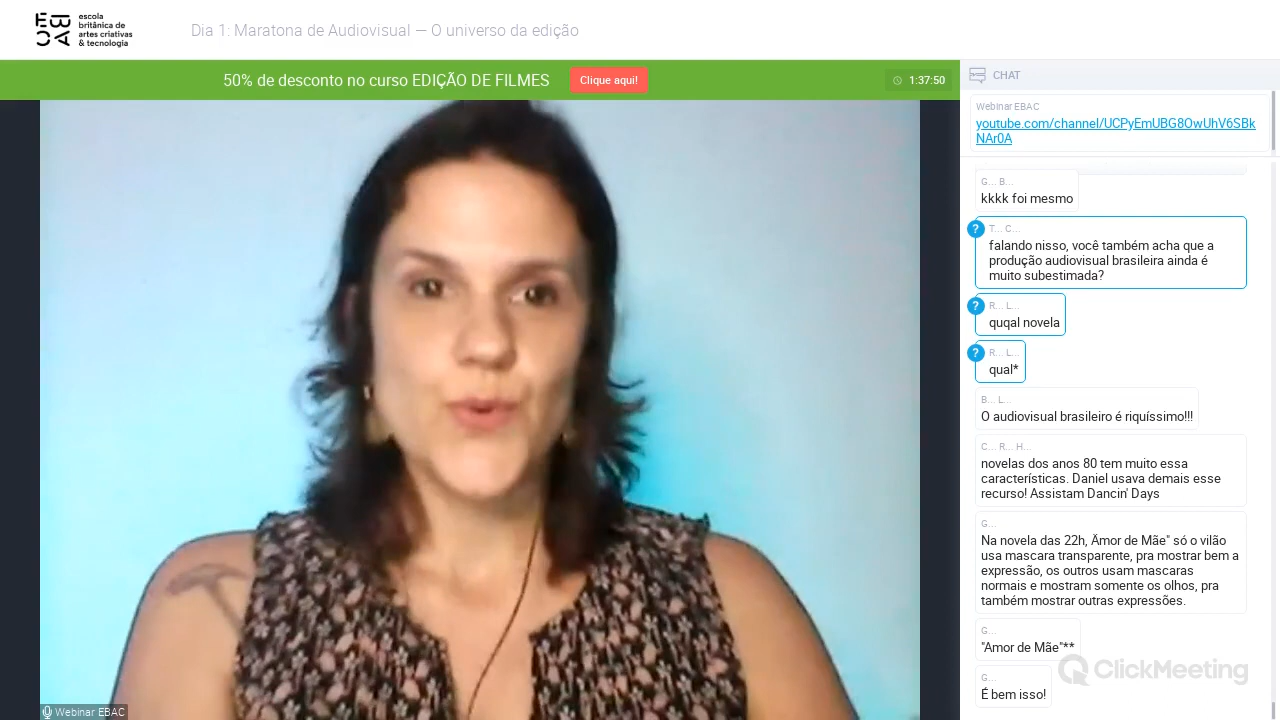 EBAC
escola
britânica de
artes criativas
& tecnologia
Dia 1: Maratona de Audiovisual — O universo da edição
50% de desconto no curso EDIÇÃO DE FILMES
Clique aqui!
1:37:50
CHAT
Webinar EBAC
youtube.com/channel/UCPyEmUBG8OwUhV6SBk
NAr0A
G... B...
kkkk foi mesmo
? T... C...
falando nisso, você também acha que a
produção audiovisual brasileira ainda é
muito subestimada?
? R... L...
quqal novela
? R... L...
qual*
B... L...
O audiovisual brasileiro é riquíssimo!!!
C... R... H...
novelas dos anos 80 tem muito essa
características. Daniel usava demais esse
recurso! Assistam Dancin' Days
G...
Na novela das 22h, Ämor de Mãe" só o vilão
usa mascara transparente, pra mostrar bem a
expressão, os outros usam mascaras
normais e mostram somente os olhos, pra
também mostrar outras expressões.
G...
"Amor de Mãe"**
G...
É bem isso!
ClickMeeting
Webinar EBAC